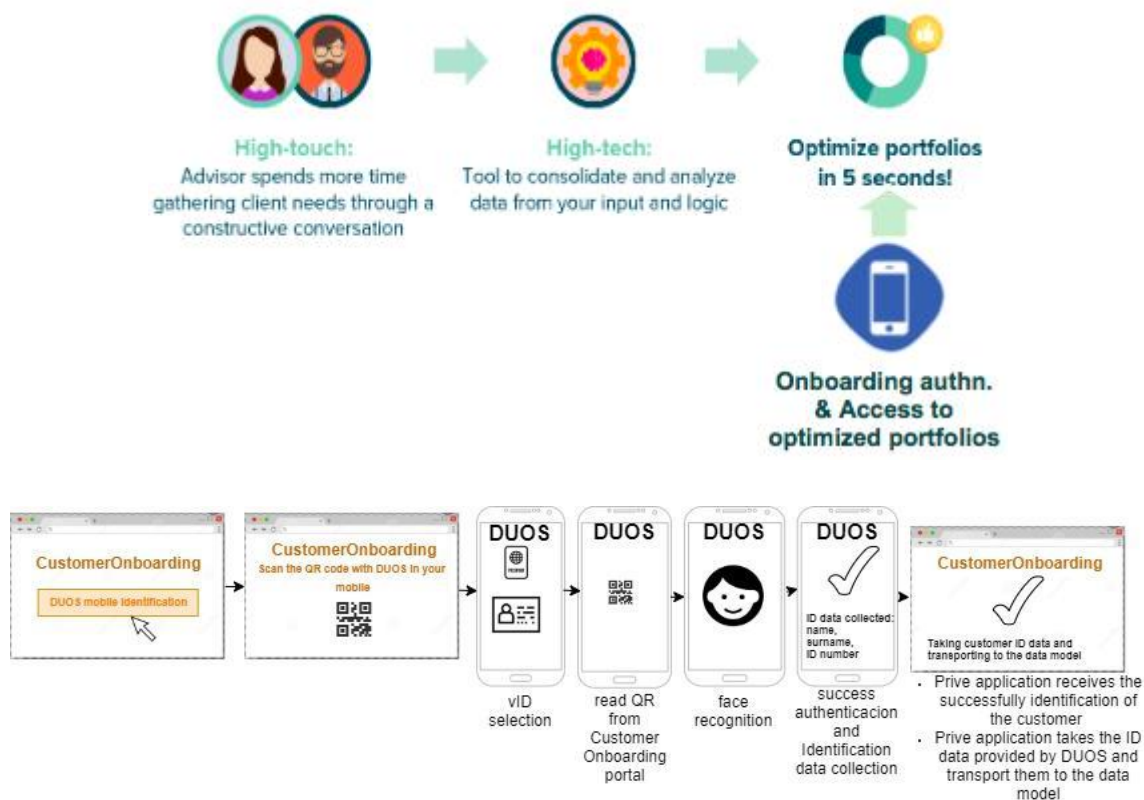 High-touch:
Advisor spends more time
gathering client needs through a
constructive conversation
High-tech:
Tool to consolidate and analyze
data from your input and logic
Optimize portfolios
in 5 seconds!
Onboarding authn.
& Access to
optimized portfolios
CustomerOnboarding
DUOS mobile identification
CustomerOnboarding
Scan the QR code with DUOS in your
mobile
DUOS
vID
selection
DUOS
read QR
from
Customer
Onboarding
portal
DUOS
face
recognition
DUOS
ID data collected:
name,
surname,
ID number
success
authenticacion
and
Identification
data collection
CustomerOnboarding
Taking customer ID data and
transporting to the data model
• Prive application receives the
successfully identification of
the customer
• Prive application takes the ID
data provided by DUOS and
transport them to the data
model